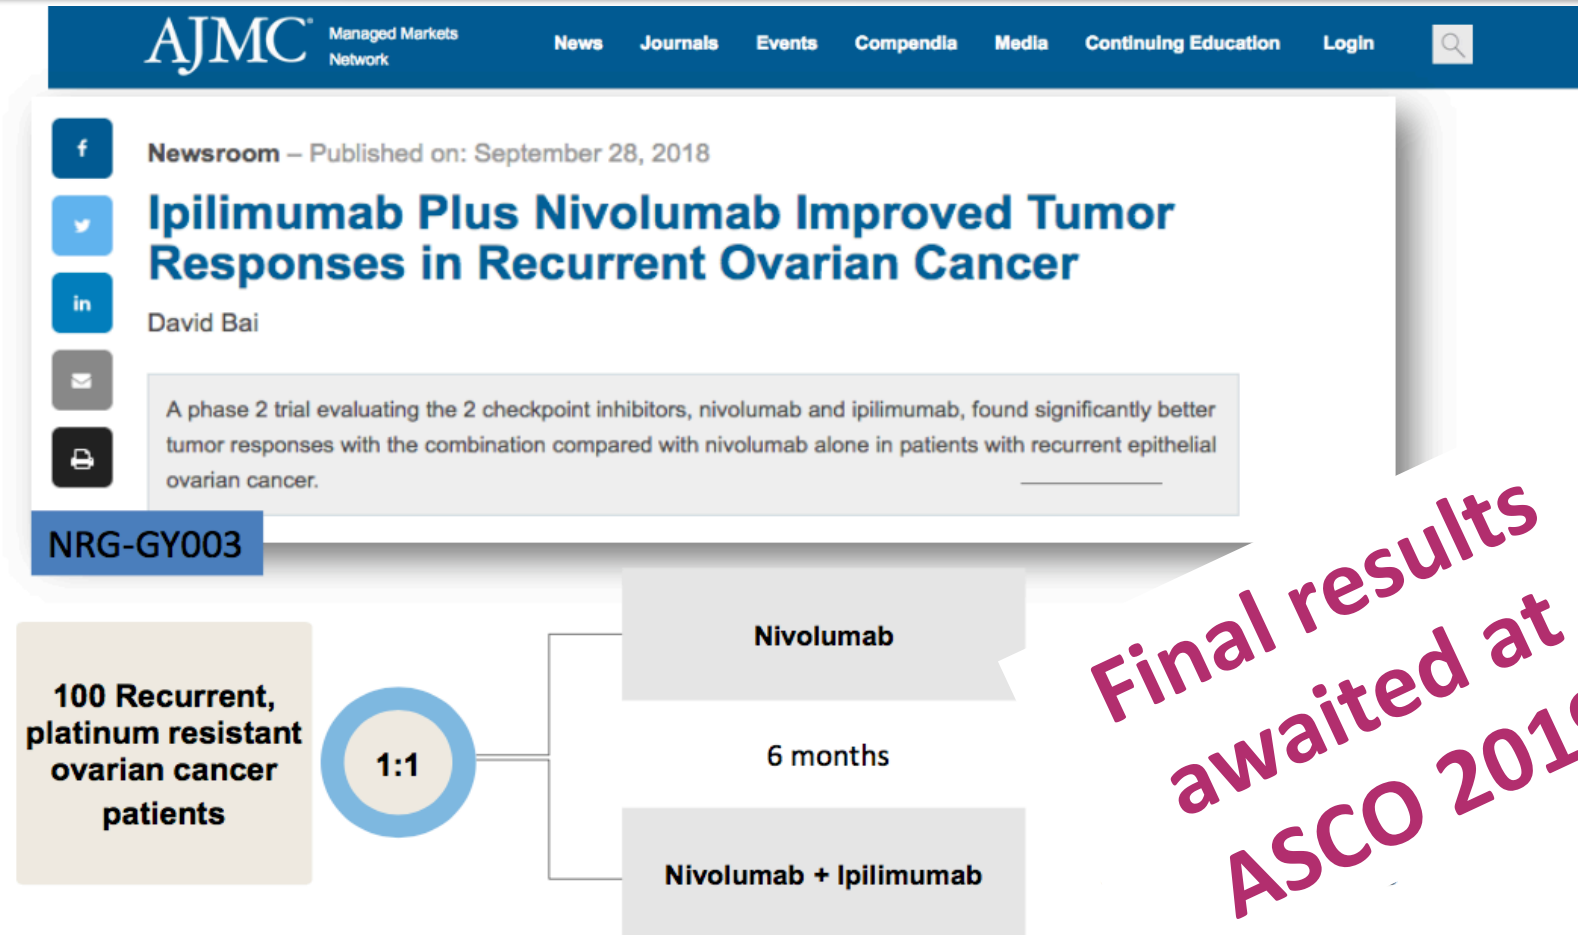 AJMC® Managed Markets
Network
News Journals Events Compendia Media Continuing Education Login
Newsroom – Published on: September 28, 2018
Ipilimumab Plus Nivolumab Improved Tumor
Responses in Recurrent Ovarian Cancer
David Bai
A phase 2 trial evaluating the 2 checkpoint inhibitors, nivolumab and ipilimumab, found significantly better
tumor responses with the combination compared with nivolumab alone in patients with recurrent epithelial
ovarian cancer.
NRG-GY003
100 Recurrent,
platinum resistant
ovarian cancer
patients
1:1
Nivolumab
6 months
Nivolumab + Ipilimumab
Final results
awaited at
ASCO